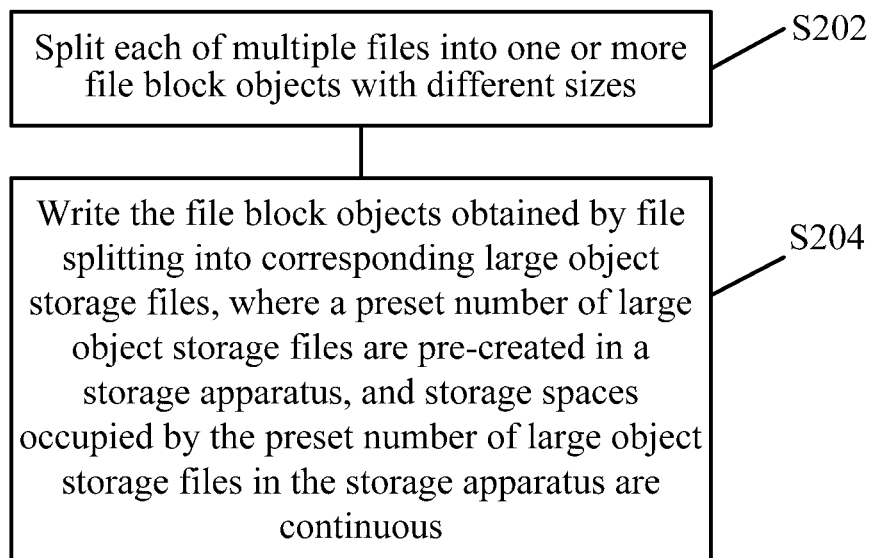 Split each of multiple files into one or more
file block objects with different sizes
S202
Write the file block objects obtained by file
splitting into corresponding large object
storage files, where a preset number of large
object storage files are pre-created in a
storage apparatus, and storage spaces
occupied by the preset number of large object
storage files in the storage apparatus are
continuous
S204